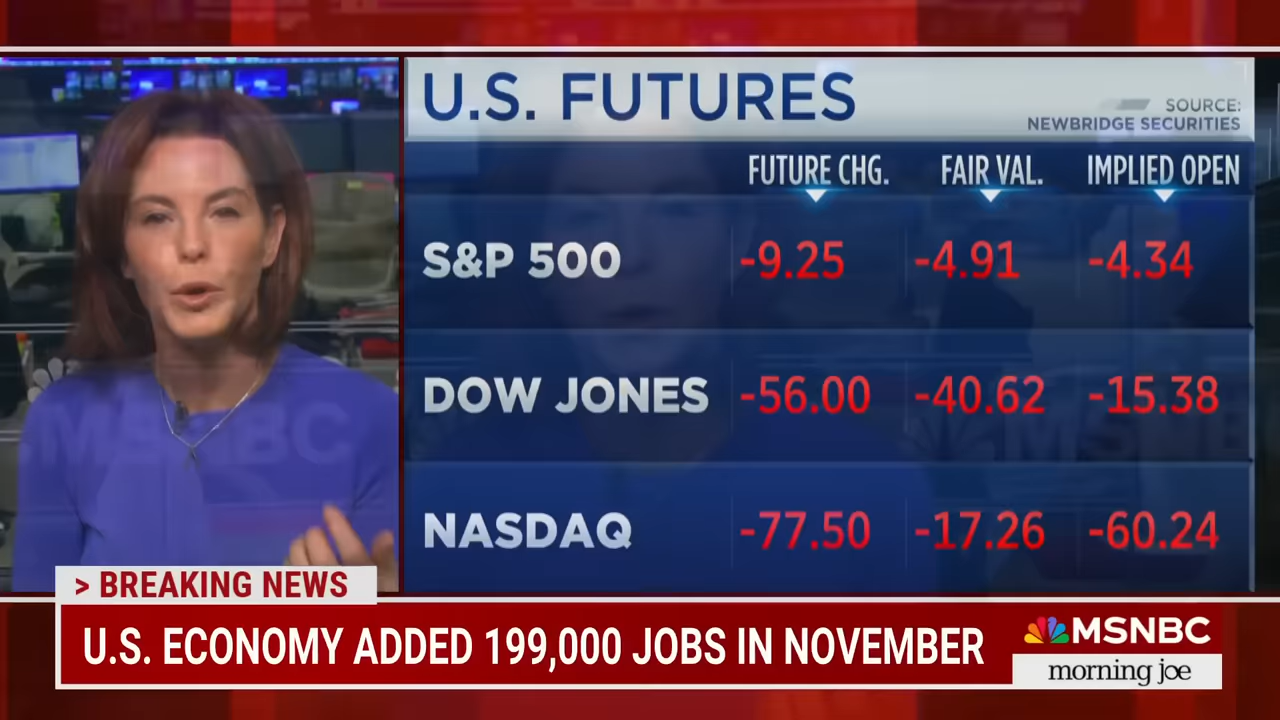 U.S. FUTURES
SOURCE:
NEWBRIDGE SECURITIES
FUTURE CHG. FAIR VAL. IMPLIED OPEN
S&P 500 -9.25 -4.91 -4.34
DOW JONES -56.00 -40.62 -15.38
NASDAQ -77.50 -17.26 -60.24
MSNBC
MSNB
> BREAKING NEWS
U.S. ECONOMY ADDED 199,000 JOBS IN NOVEMBER
MSNBC
morning joe